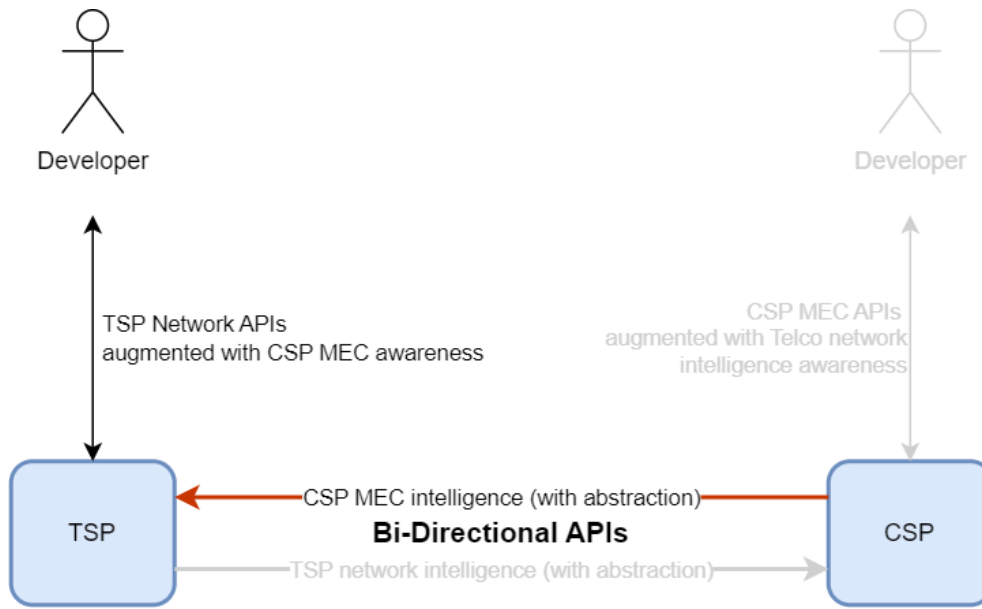 Developer
Developer
TSP Network APIs
augmented with CSP MEC awareness
CSP MEC APIs
augmented with Telco network
intelligence awareness
TSP
CSP MEC intelligence (with abstraction)
Bi-Directional APIs
TSP network intelligence (with abstraction)
CSP